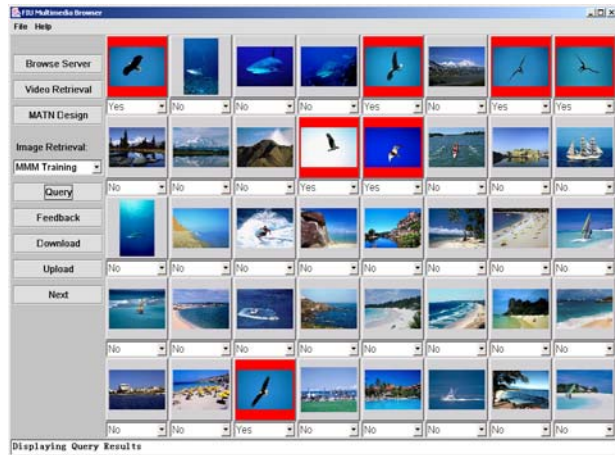 FIU Multimedia Browser
File Help
Browse Server
Video Retrieval
MATN Design
Image Retrieval:
MMM Training
Query
Feedback
Download
Upload
Next
Yes No No No Yes No Yes Yes
No No No Yes Yes No No No
No No No No No No No No
No No No No No No No No
No No Yes No No No No No
Displaying Query Results